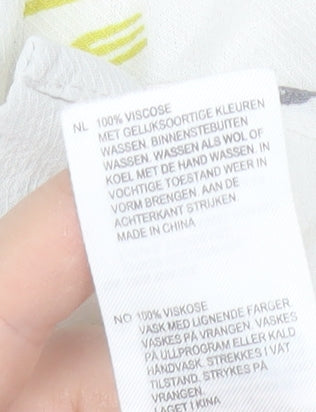 NL 100% VISCOSE
MET GELIJKSOORTIGE KLEUREN
WASSEN. BINNENSTEBUITEN
WASSEN. WASSEN ALS WOL OF
KOEL MET DE HAND WASSEN. IN
VOCHTIGE TOESTAND WEER IN
VORM BRENGEN. AAN DE
ACHTERKANT STRIJKEN.
MADE IN CHINA
NO 100% VISKOSE
VASK MED LIGNENDE FARGER.
VASKES PÅ VRANGEN. VASKES
PÅ ULLPROGRAM ELLER KALD
HÅNDVASK. STREKKES I VÅT
TILSTAND. STRYKES PÅ
VRANGEN.
LAGET I KINA